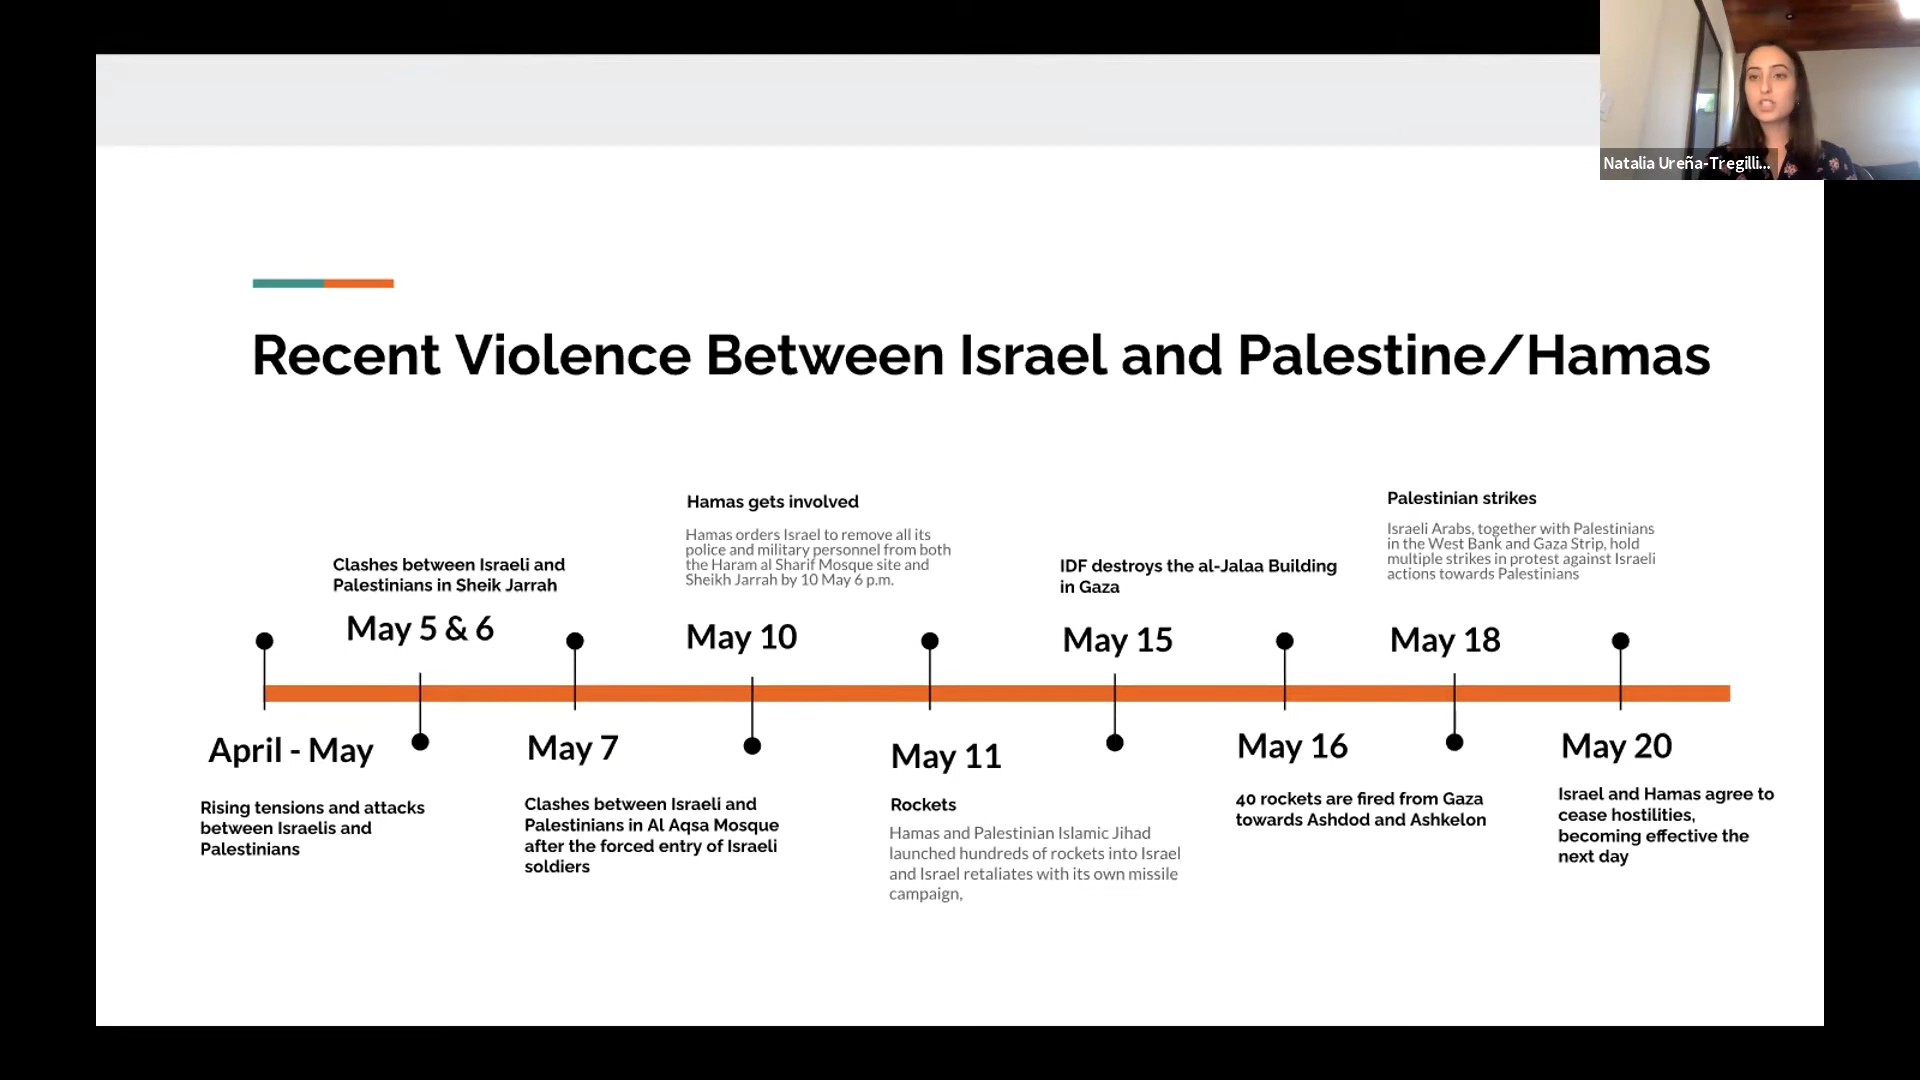 Natalia Ureña-Tregilli...
Recent Violence Between Israel and Palestine/Hamas
April - May
Rising tensions and attacks
between Israelis and
Palestinians
Clashes between Israeli and
Palestinians in Sheik Jarrah
May 5 & 6
May 7
Clashes between Israeli and
Palestinians in Al Aqsa Mosque
after the forced entry of Israeli
soldiers
Hamas gets involved
Hamas orders Israel to remove all its
police and military personnel from both
the Haram al Sharif Mosque site and
Sheikh Jarrah by 10 May 6 p.m.
May 10
May 11
Rockets
Hamas and Palestinian Islamic Jihad
launched hundreds of rockets into Israel
and Israel retaliates with its own missile
campaign,
IDF destroys the al-Jalaa Building
in Gaza
May 15
May 16
40 rockets are fired from Gaza
towards Ashdod and Ashkelon
Palestinian strikes
Israeli Arabs, together with Palestinians
in the West Bank and Gaza Strip, hold
multiple strikes in protest against Israeli
actions towards Palestinians
May 18
May 20
Israel and Hamas agree to
cease hostilities,
becoming effective the
next day